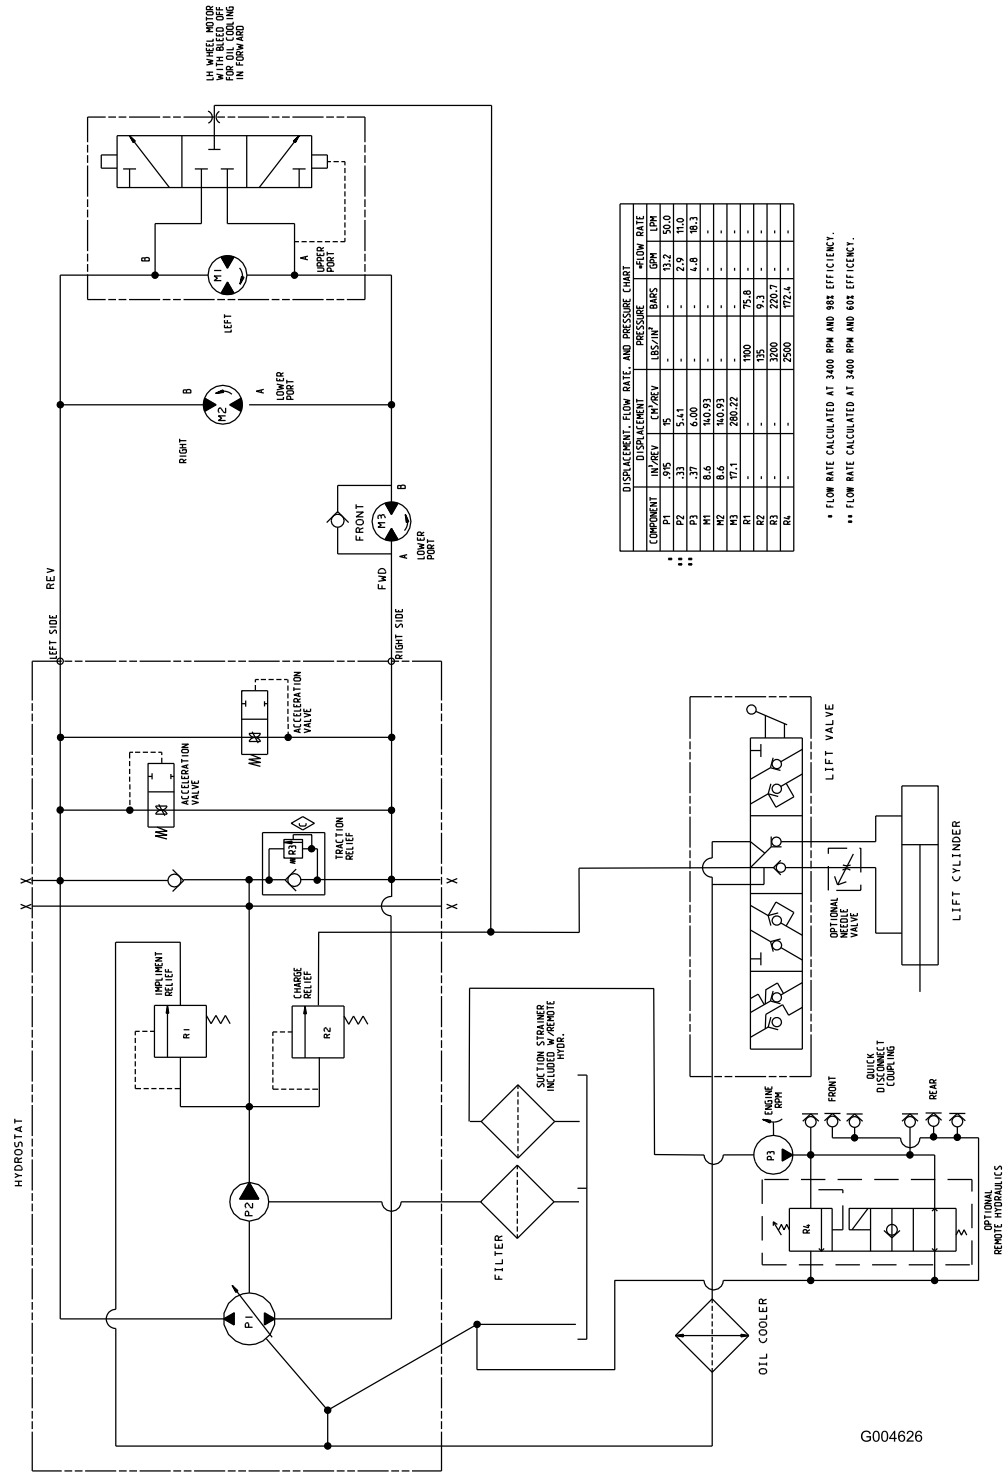 LH WHEEL MOTOR
WITH BLEED OFF
FOR OIL COOLING
IN FORWARD
B
A
UPPER
PORT
M1
LEFT
B
A
LOWER
PORT
M2
RIGHT
FRONT
M3
B
A
LOWER
PORT
REV
FWD
LEFT SIDE
RIGHT SIDE
ACCELERATION
VALVE
ACCELERATION
VALVE
C
R3
TRACTION
RELIEF
X
X
X
X
IMPLIMENT
RELIEF
R1
CHARGE
RELIEF
R2
HYDROSTAT
P2
P1
SUCTION STRAINER
INCLUDED W/REMOTE
HYDR.
FILTER
DISPLACEMENT, FLOW RATE, AND PRESSURE CHART
DISPLACEMENT PRESSURE *FLOW RATE
COMPONENT IN³/REV CM³/REV LBS/IN² BARS GPM LPM
* P1 .915 15 - - 13.2 50.0
** P2 .33 5.41 - - 2.9 11.0
** P3 .37 6.00 - - 4.8 18.3
M1 8.6 140.93 - - - -
M2 8.6 140.93 - - - -
M3 17.1 280.22 - - - -
R1 - - 1100 75.8 - -
R2 - - 135 9.3 - -
R3 - - 3200 220.7 - -
R4 - - 2500 172.4 - -
* FLOW RATE CALCULATED AT 3400 RPM AND 98% EFFICIENCY.
** FLOW RATE CALCULATED AT 3400 RPM AND 60% EFFICENCY.
LIFT VALVE
OPTIONAL
NEEDLE
VALVE
LIFT CYLINDER
ENGINE
RPM
P3
FRONT
QUICK
DISCONNECT
COUPLING
REAR
R4
OPTIONAL
REMOTE HYDRAULICS
OIL COOLER
G004626